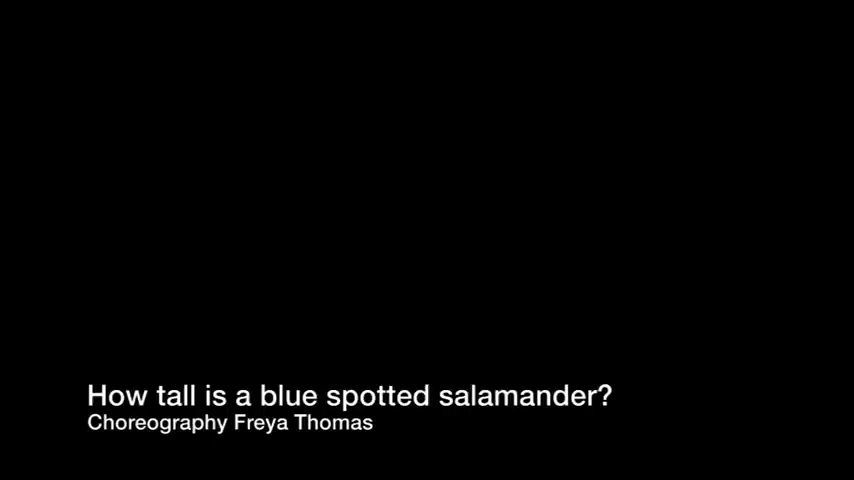 How tall is a blue spotted salamander?
Choreography Freya Thomas